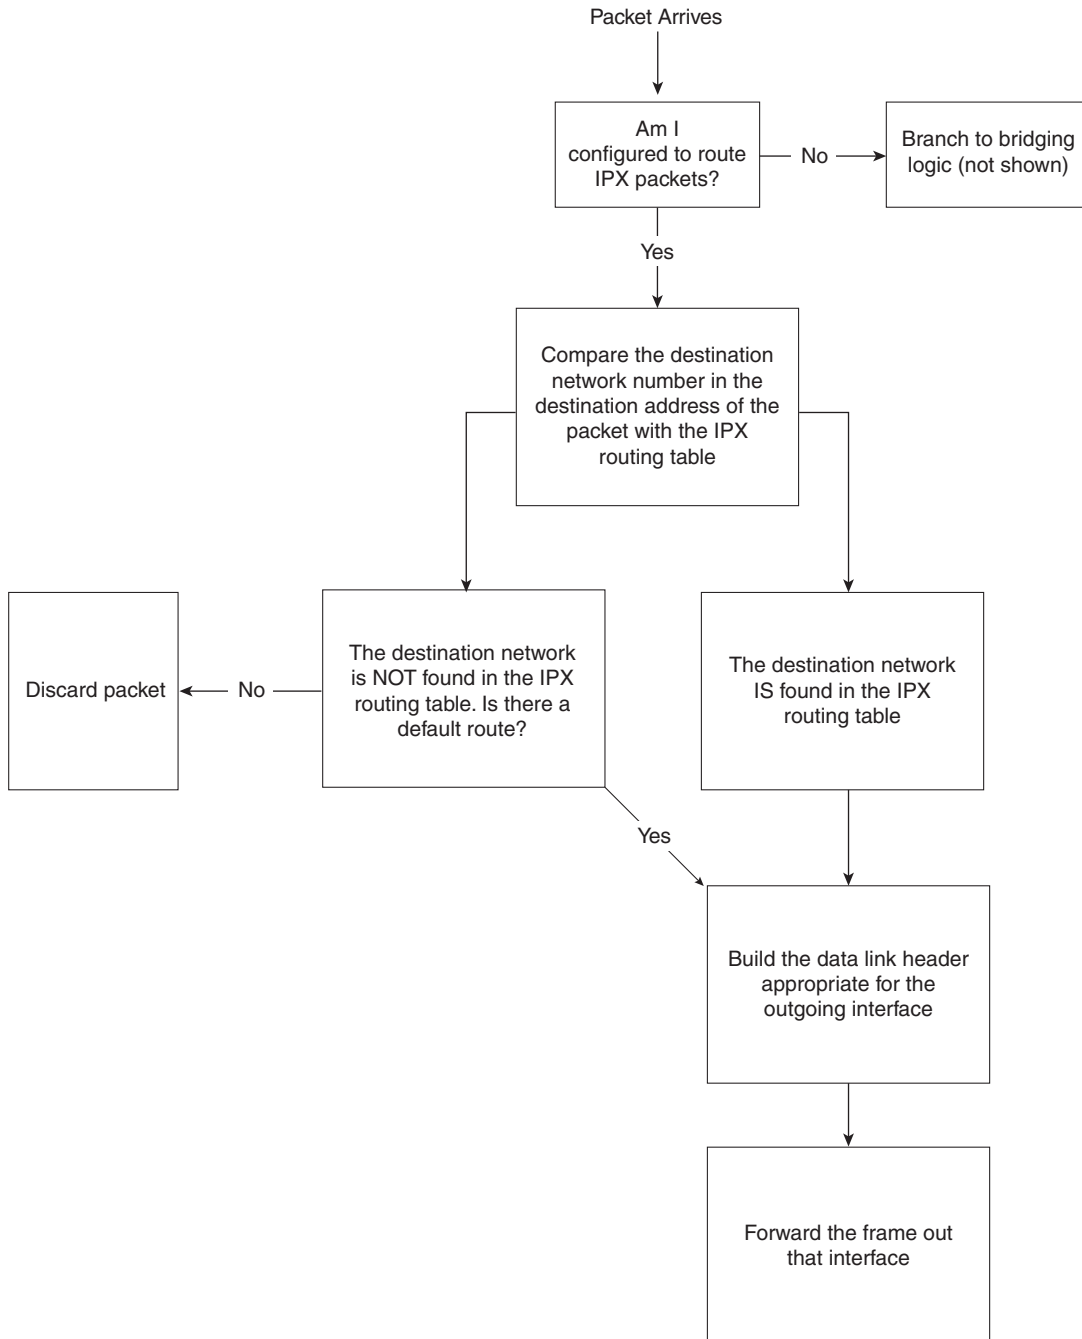 Packet Arrives
Am I
configured to route
IPX packets?
No
Branch to bridging
logic (not shown)
Yes
Compare the destination
network number in the
destination address of the
packet with the IPX
routing table
Discard packet
No
The destination network
is NOT found in the IPX
routing table. Is there a
default route?
The destination network
IS found in the IPX
routing table
Yes
Build the data link header
appropriate for the
outgoing interface
Forward the frame out
that interface